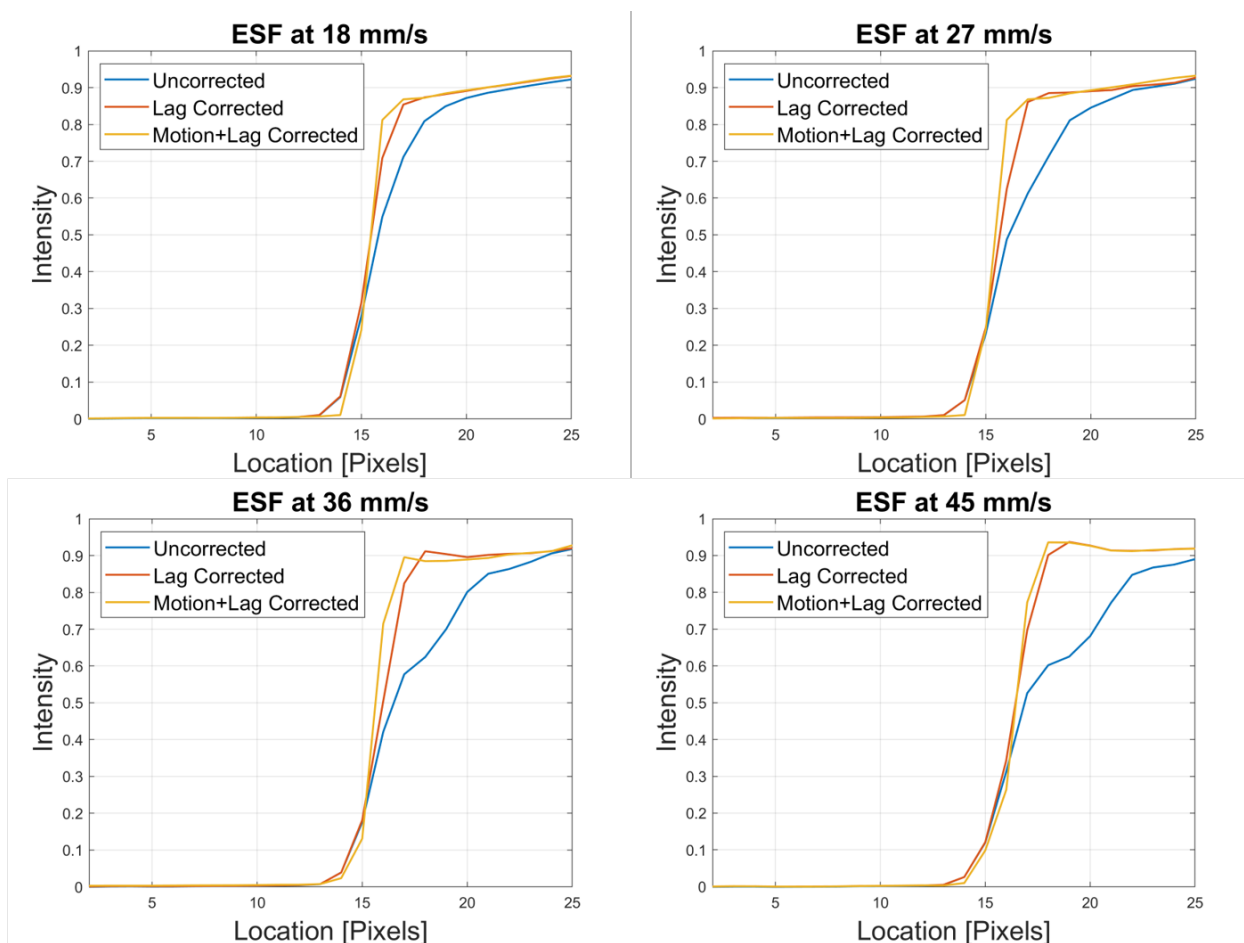 ESF at 18 mm/s
1
0.9
0.8
0.7
0.6
0.5
0.4
0.3
0.2
0.1
0
Intensity
Uncorrected
Lag Corrected
Motion+Lag Corrected
5 10 15 20 25
Location [Pixels]
ESF at 27 mm/s
1
0.9
0.8
0.7
0.6
0.5
0.4
0.3
0.2
0.1
0
Intensity
Uncorrected
Lag Corrected
Motion+Lag Corrected
5 10 15 20 25
Location [Pixels]
ESF at 36 mm/s
1
0.9
0.8
0.7
0.6
0.5
0.4
0.3
0.2
0.1
0
Intensity
Uncorrected
Lag Corrected
Motion+Lag Corrected
5 10 15 20 25
Location [Pixels]
ESF at 45 mm/s
1
0.9
0.8
0.7
0.6
0.5
0.4
0.3
0.2
0.1
0
Intensity
Uncorrected
Lag Corrected
Motion+Lag Corrected
5 10 15 20 25
Location [Pixels]